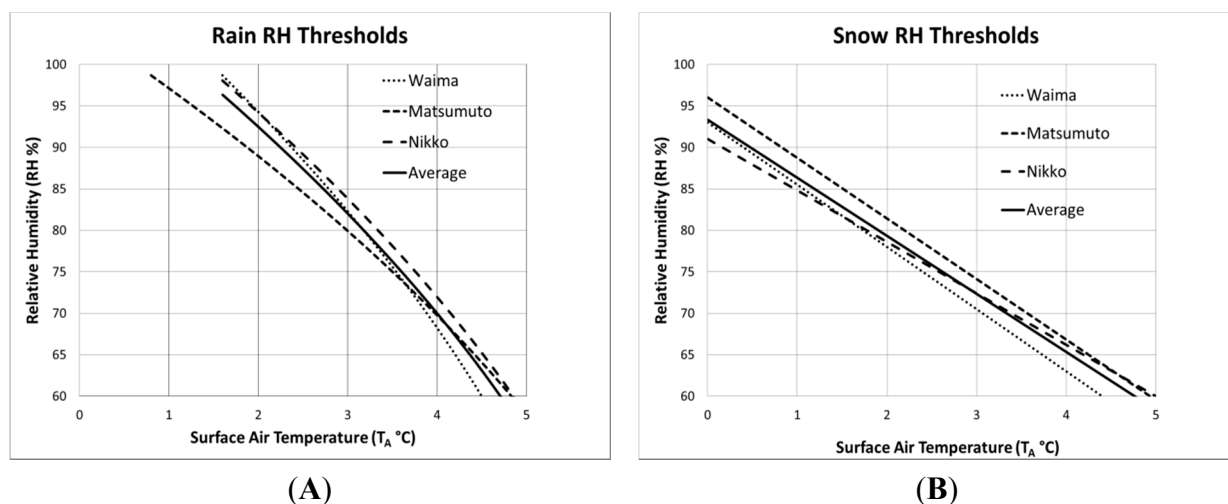 Rain RH Thresholds
Relative Humidity (RH %)
100
95
90
85
80
75
70
65
60
0 1 2 3 4 5
Surface Air Temperature (TA °C)
Waima
Matsumuto
Nikko
Average
(A)
Snow RH Thresholds
Relative Humidity (RH %)
100
95
90
85
80
75
70
65
60
0 1 2 3 4 5
Surface Air Temperature (TA °C)
Waima
Matsumuto
Nikko
Average
(B)